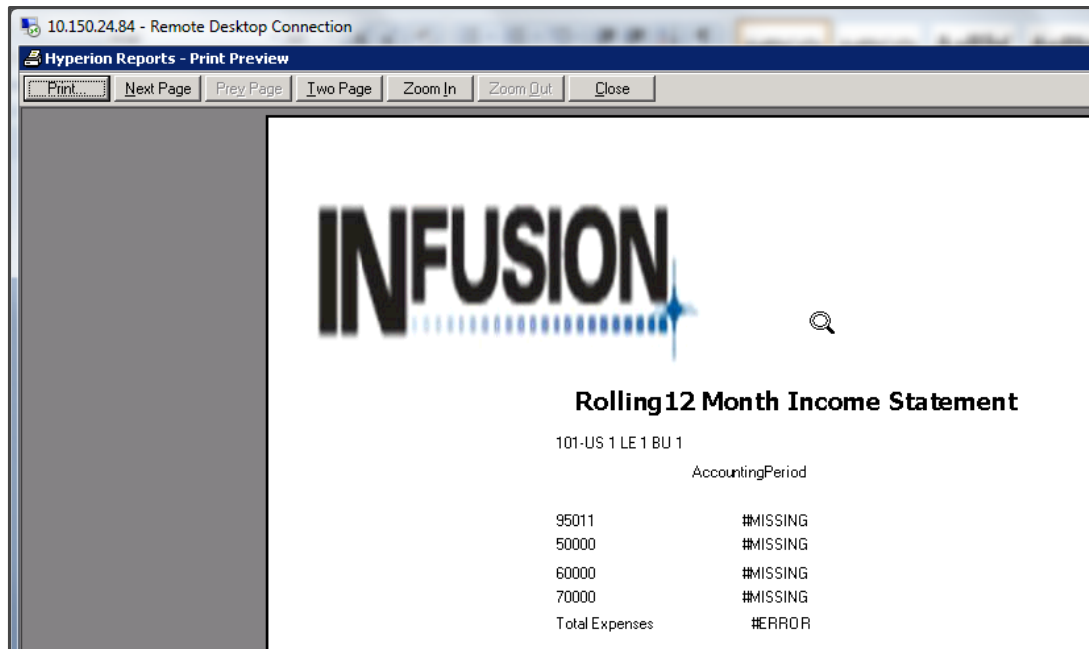 10.150.24.84 - Remote Desktop Connection
Hyperion Reports - Print Preview
Print... Next Page Prev Page Two Page Zoom In Zoom Out Close
INFUSION
Rolling12 Month Income Statement
101-US 1 LE 1 BU 1
AccountingPeriod
95011 #MISSING
50000 #MISSING
60000 #MISSING
70000 #MISSING
Total Expenses #ERROR